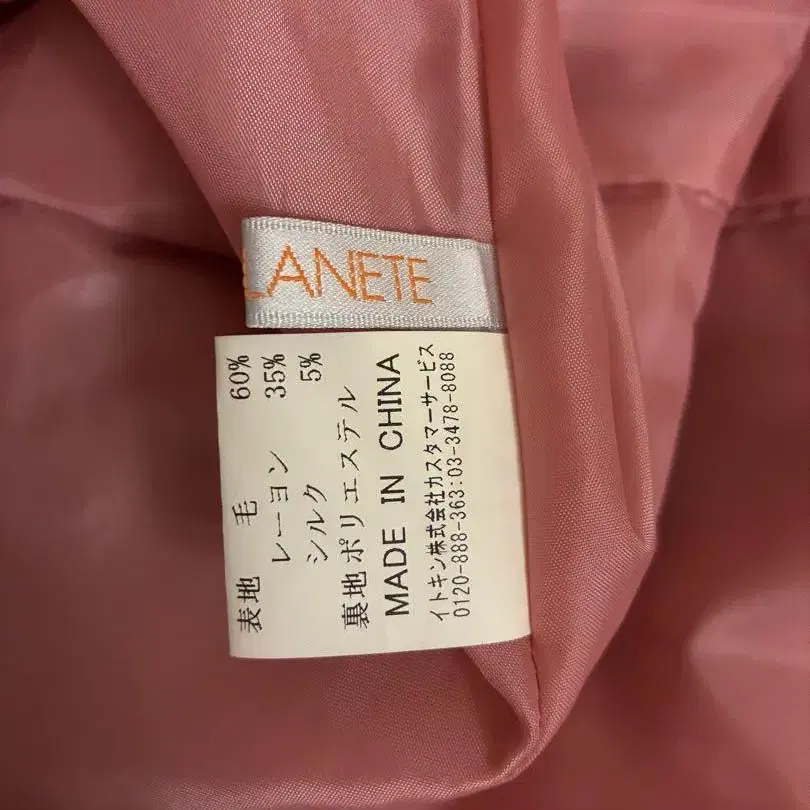 LANETE
表地 毛 60%
レーヨン 35%
シルク 5%
裏地ポリエステル
MADE IN CHINA
イトキン株式会社カスタマーサービス
0120-888-363:03-3478-8088